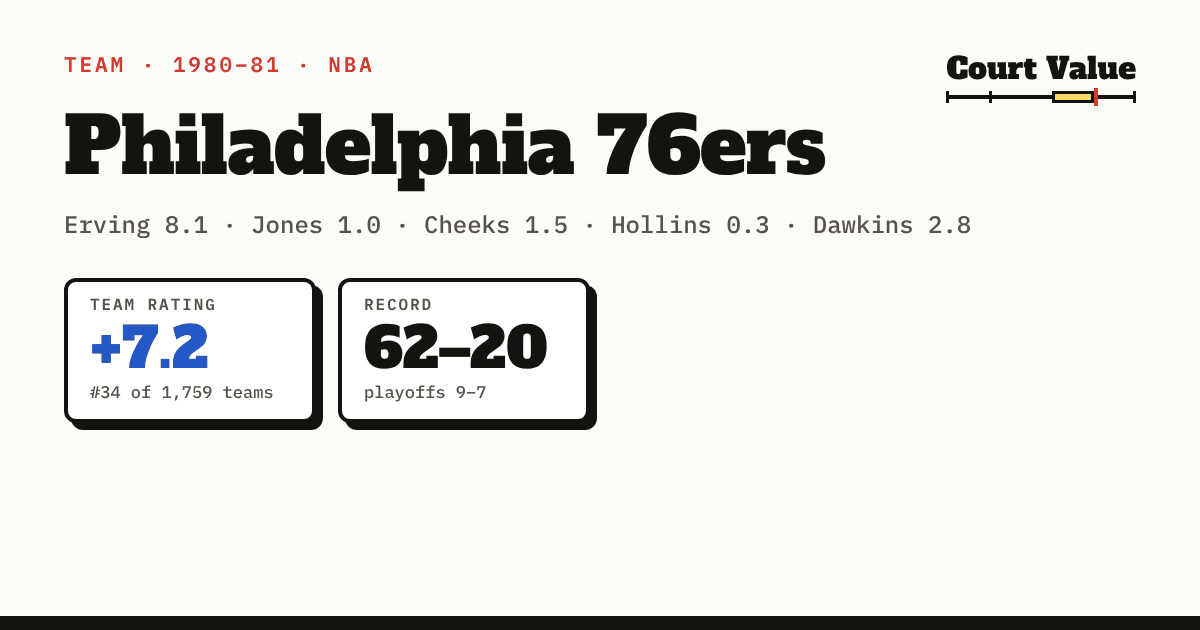 TEAM · 1980–81 · NBA
Court Value
Philadelphia 76ers
Erving 8.1 · Jones 1.0 · Cheeks 1.5 · Hollins 0.3 · Dawkins 2.8
TEAM RATING
+7.2
#34 of 1,759 teams
RECORD
62–20
playoffs 9–7